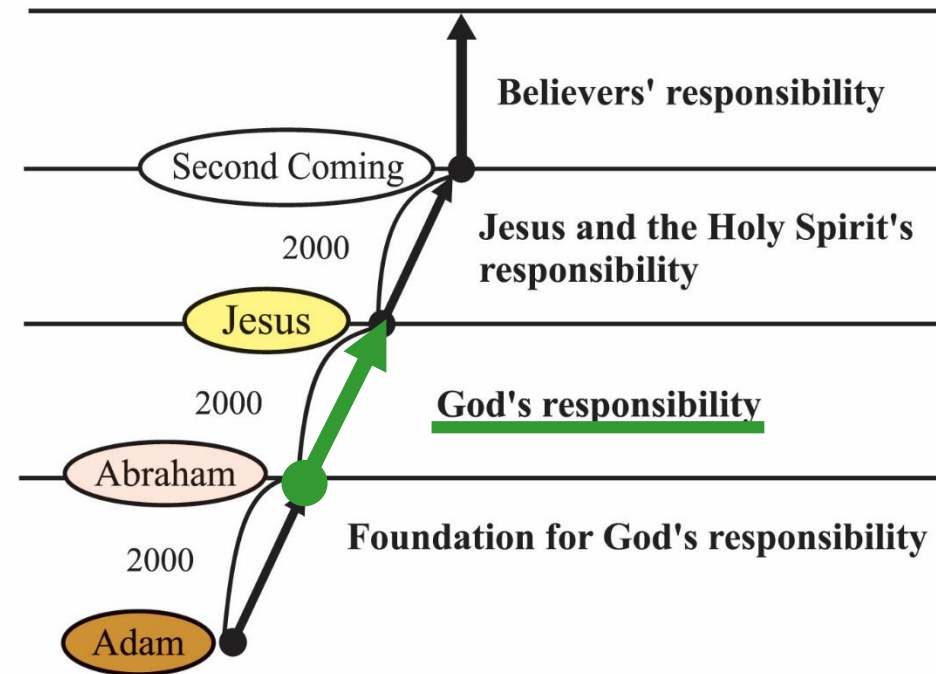 Believers' responsibility
Second Coming
2000
Jesus and the Holy Spirit's
responsibility
Jesus
2000
God's responsibility
Abraham
Foundation for God's responsibility
2000
Adam